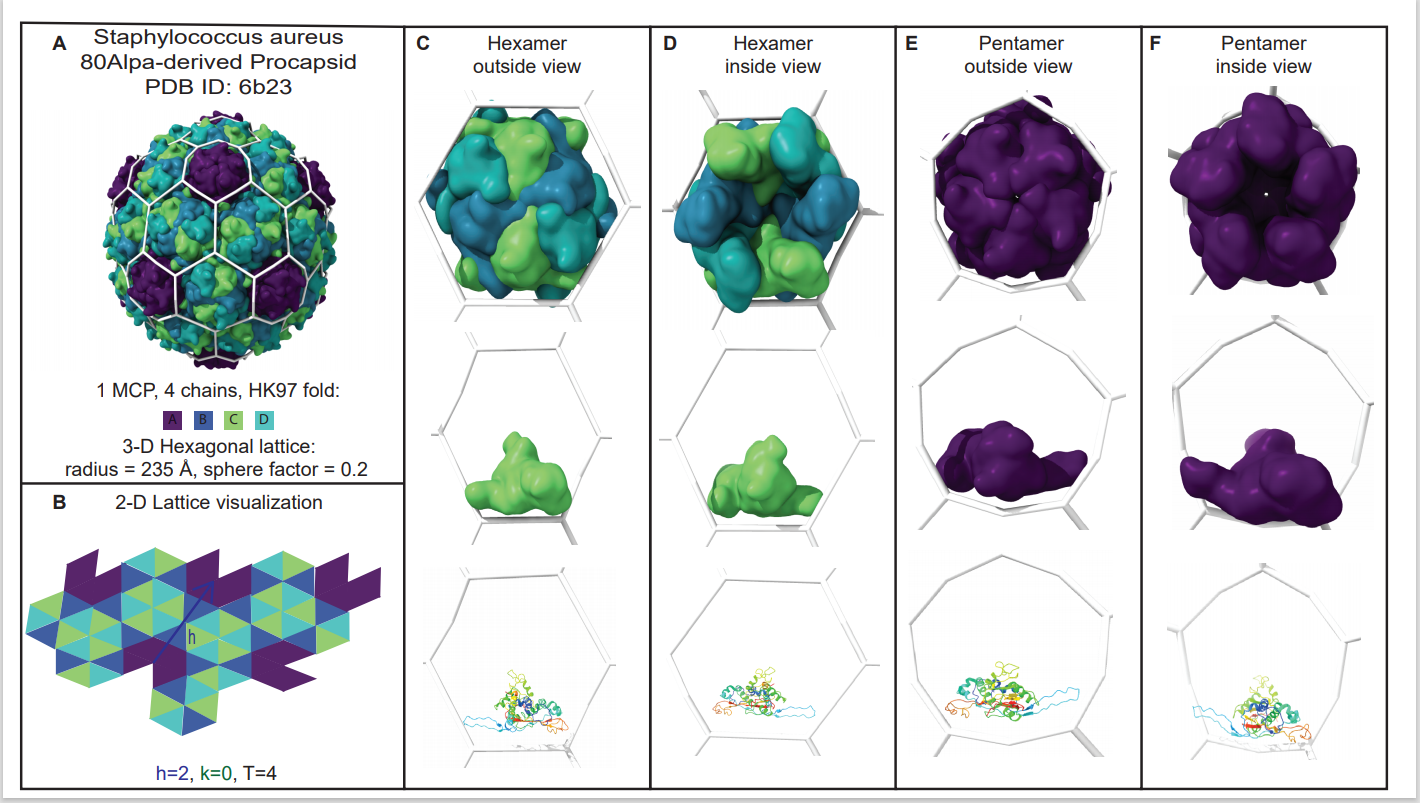 A
Staphylococcus aureus
80Alpa-derived Procapsid
PDB ID: 6b23
1 MCP, 4 chains, HK97 fold:
A B C D
3-D Hexagonal lattice:
radius = 235 Å, sphere factor = 0.2
B 2-D Lattice visualization
h
h=2, k=0, T=4
C Hexamer
outside view
D Hexamer
inside view
E Pentamer
outside view
F Pentamer
inside view